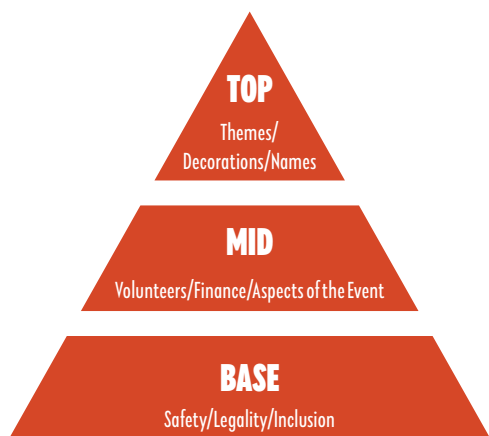 TOP
Themes/
Decorations/Names
MID
Volunteers/Finance/Aspects of the Event
BASE
Safety/Legality/Inclusion